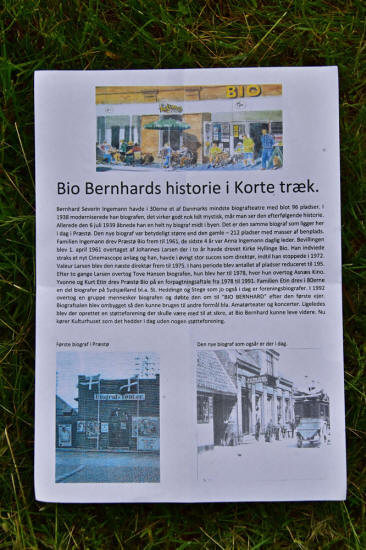 BIO
Bio Bernhards historie i Korte træk.
Bernhard Severin Ingemann havde i 30erne et af Danmarks mindste biografteatre med blot 96 pladser. I
1938 moderniserede han biografen, det virker godt nok lidt mystisk, når man ser den efterfølgende historie.
Allerede den 6 juli 1939 åbnede han en helt ny biograf midt i byen. Det er den samme biograf som ligger her
i dag i Præstø. Den nye biograf var betydeligt større end den gamle – 212 pladser med masser af benplads.
Familien Ingemann drev Præstø Bio frem til 1961, de sidste 4 år var Anna Ingemann daglig leder. Bevillingen
blev 1. april 1961 overtaget af Johannes Larsen der i 10 år havde drevet Kirke Hyllinge Bio. Han indviede
straks et nyt Cinemascope anlæg og han, havde i øvrigt stor succes som direktør, indtil han stoppede i 1972.
Valeur Larsen blev den næste direktør frem til 1975. I hans periode blev antallet af pladser reduceret til 195.
Efter to gange Larsen overtog Tove Hansen biografen, hun blev her til 1978, hvor hun overtog Asnæs Kino.
Yvonne og Kurt Etin drev Præstø Bio på en forpagtningsaftale fra 1978 til 1991. Familien Etin drev i 80erne
en del biografer på Sydsjælland bl.a. St. Heddinge og Stege som jo også i dag er foreningsbiografer. I 1992
overtog en gruppe mennesker biografen og døbte den om til "BIO BERNHARD" efter den første ejer.
Biografsalen blev ombygget så den kunne bruges til andre formål bla. Amatørteater og koncerter. Ligeledes
blev der oprettet en støtteforening der skulle være med til at sikre, at Bio Bernhard kunne leve videre. Nu
kører Kulturhuset som det hedder i dag uden nogen støtteforening.
Første biograf i Præstø
Den nye biograf som også er der i dag.
Biograf-Teater